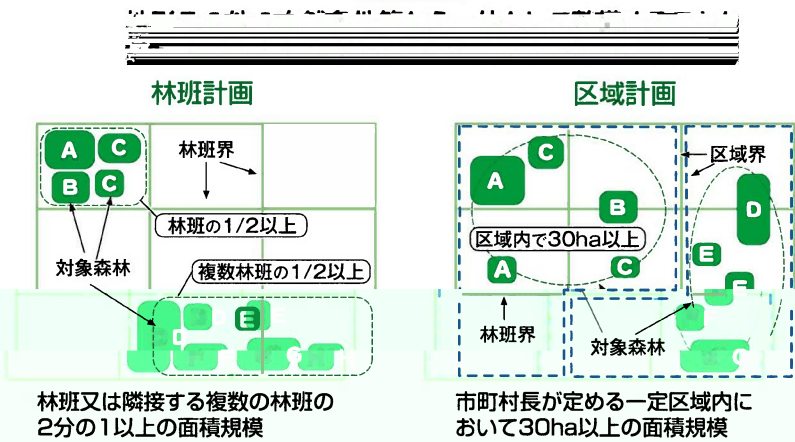 林班計画
区域計画
A C
B C
林班界
林班の1/2以上
対象森林
複数林班の1/2以上
E
D
林班又は隣接する複数の林班の
2分の1以上の面積規模
C
A
B
区域界
D
区域内で30ha以上
A
C
E
林班界
対象森林
市町村長が定める一定区域内に
おいて30ha以上の面積規模